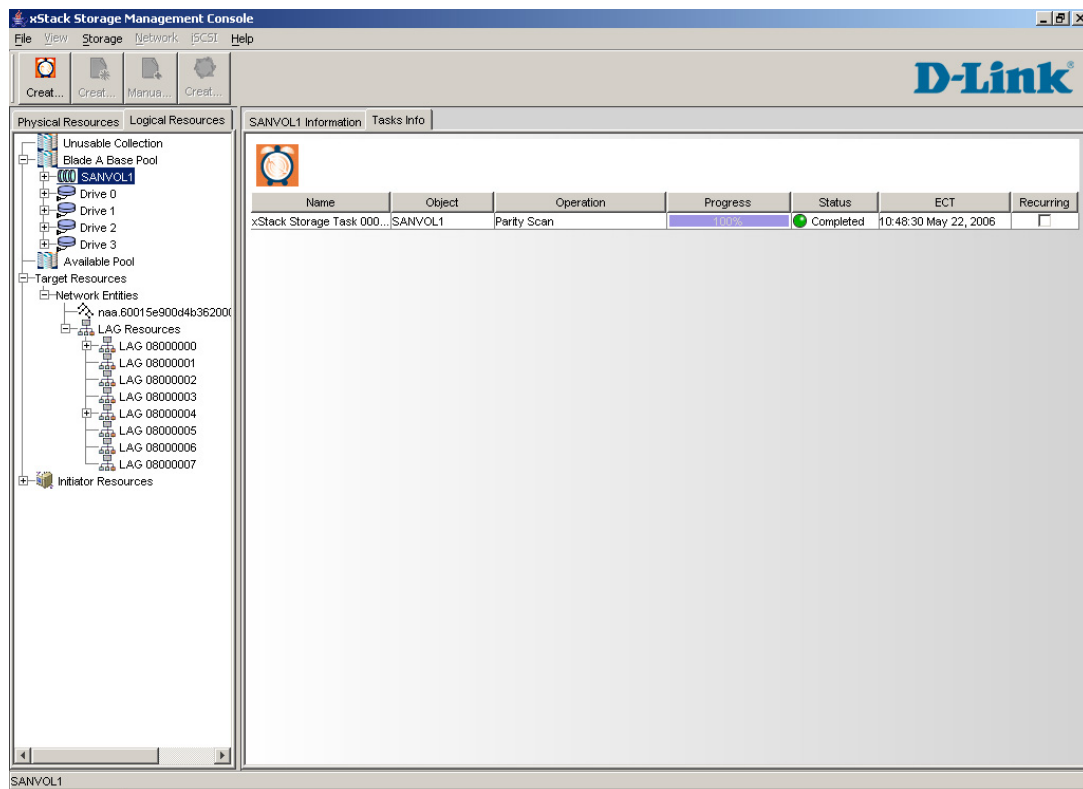 xStack Storage Management Console
File View Storage Network iSCSI Help
Creat... Creat... Manua... Creat...
D-Link®
Physical Resources Logical Resources
SANVOL1 Information Tasks Info
Unusable Collection
Blade A Base Pool
SANVOL1
Drive 0
Drive 1
Drive 2
Drive 3
Available Pool
Target Resources
Network Entities
naa.60015e900d4b36200(
LAG Resources
LAG 08000000
LAG 08000001
LAG 08000002
LAG 08000003
LAG 08000004
LAG 08000005
LAG 08000006
LAG 08000007
Initiator Resources
Name Object Operation Progress Status ECT Recurring
xStack Storage Task 000... SANVOL1 Parity Scan 100% Completed 10:48:30 May 22, 2006
SANVOL1